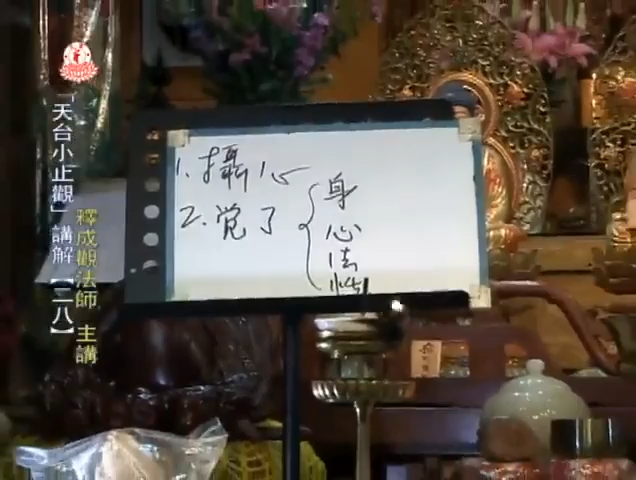 「天台小止觀」講解【二八】
釋成觀法師 主講
1. 攝心
2. 覚了
身
心
法